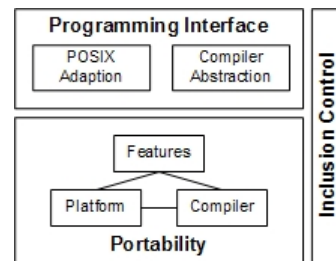 Programming Interface
POSIX
Adaption
Compiler
Abstraction
Features
Platform
Compiler
Portability
Inclusion Control